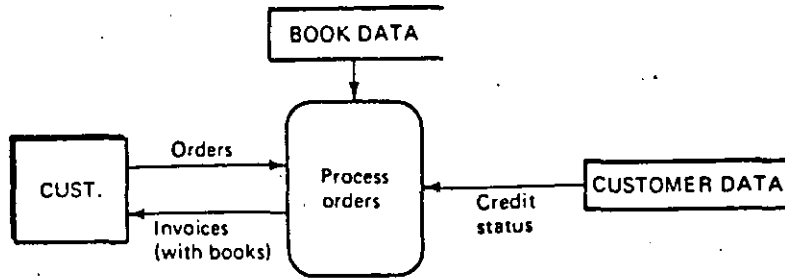 BOOK DATA
Orders
CUST.
Process
orders
CUSTOMER DATA
Credit
status
Invoices
(with books)